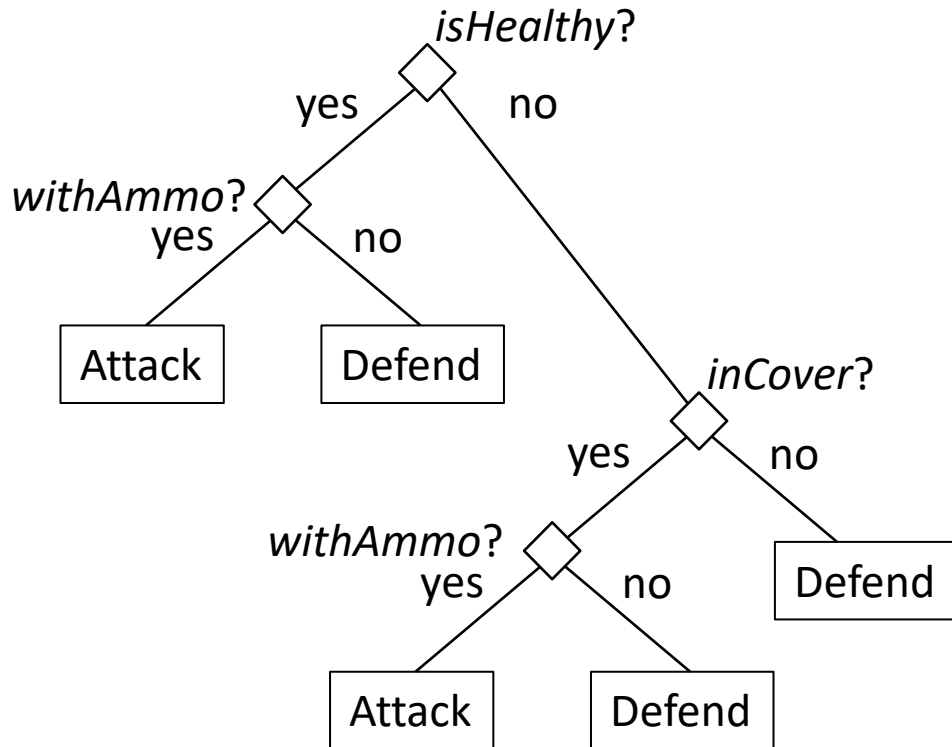 isHealthy?
yes
no
withAmmo?
yes
no
Attack
Defend
inCover?
yes
no
withAmmo?
yes
no
Defend
Attack
Defend